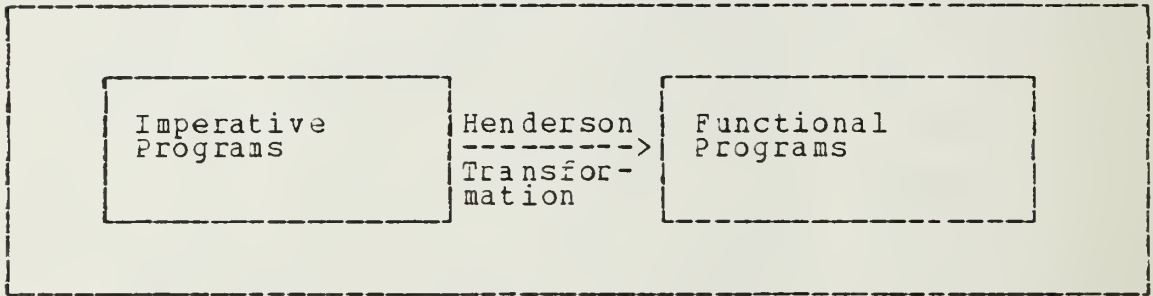 Imperative
Programs
Henderson
--------->
Transfor-
mation
Functional
Programs